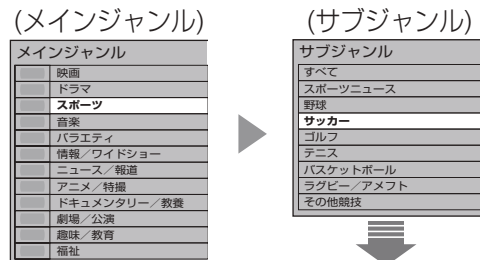 (メインジャンル)
メインジャンル
映画
ドラマ
スポーツ
音楽
バラエティ
情報／ワイドショー
ニュース／報道
アニメ／特撮
ドキュメンタリー／教養
劇場／公演
趣味／教育
福祉
(サブジャンル)
サブジャンル
すべて
スポーツニュース
野球
サッカー
ゴルフ
テニス
バスケットボール
ラグビー／アメフト
その他競技